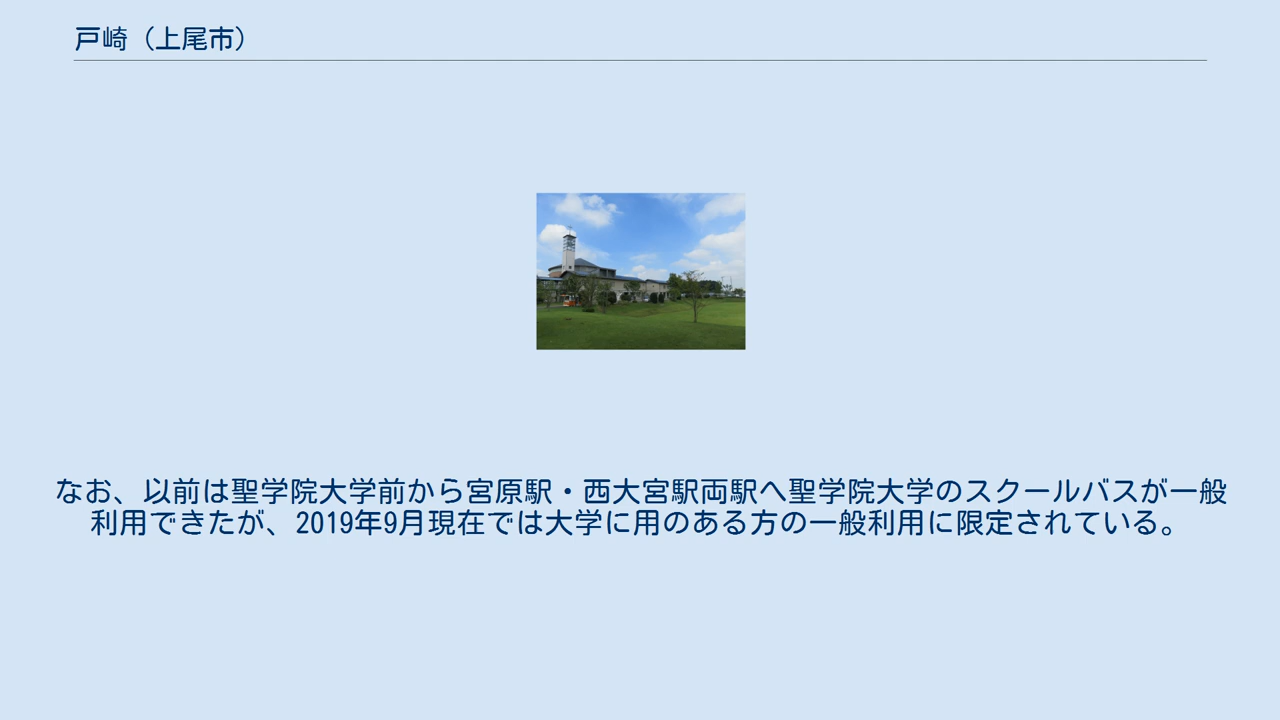 戸崎（上尾市）
なお、以前は聖学院大学前から宮原駅・西大宮駅両駅へ聖学院大学のスクールバスが一般
利用できたが、2019年9月現在では大学に用のある方の一般利用に限定されている。